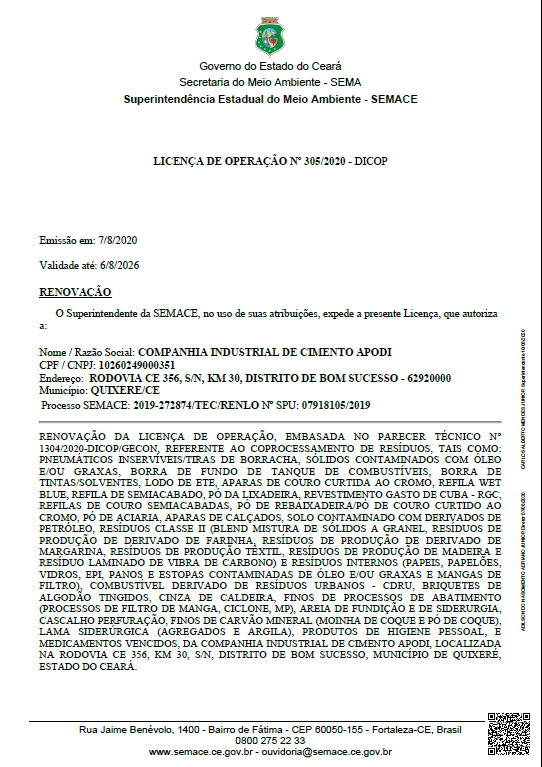 Governo do Estado do Ceará
Secretaria do Meio Ambiente - SEMA
Superintendência Estadual do Meio Ambiente - SEMACE
LICENÇA DE OPERAÇÃO Nº 305/2020 - DICOP
Emissão em: 7/8/2020
Validade até: 6/8/2026
RENOVAÇÃO
O Superintendente da SEMACE, no uso de suas atribuições, expede a presente Licença, que autoriza
a:
Nome / Razão Social: COMPANHIA INDUSTRIAL DE CIMENTO APODI
CPF / CNPJ: 10260249000351
Endereço: RODOVIA CE 356, S/N, KM 30, DISTRITO DE BOM SUCESSO - 62920000
Município: QUIXERE/CE
Processo SEMACE: 2019-272874/TEC/RENLO Nº SPU: 07918105/2019
RENOVAÇÃO DA LICENÇA DE OPERAÇÃO, EMBASADA NO PARECER TÉCNICO Nº
1304/2020-DICOP/GECON, REFERENTE AO COPROCESSAMENTO DE RESÍDUOS, TAIS COMO:
PNEUMÁTICOS INSERVÍVEIS/TIRAS DE BORRACHA, SÓLIDOS CONTAMINADOS COM ÓLEO
E/OU GRAXAS, BORRA DE FUNDO DE TANQUE DE COMBUSTÍVEIS, BORRA DE
TINTAS/SOLVENTES, LODO DE ETE, APARAS DE COURO CURTIDA AO CROMO, REFILA WET
BLUE, REFILA DE SEMIACABADO, PÓ DA LIXADEIRA, REVESTIMENTO GASTO DE CUBA - RGC,
REFILAS DE COURO SEMIACABADAS, PÓ DE REBAIXADEIRA/PÓ DE COURO CURTIDO AO
CROMO, PÓ DE ACIARIA, APARAS DE CALÇADOS, SOLO CONTAMINADO COM DERIVADOS DE
PETRÓLEO, RESÍDUOS CLASSE II (BLEND MISTURA DE SÓLIDOS A GRANEL, RESÍDUOS DE
PRODUÇÃO DE DERIVADO DE FARINHA, RESÍDUOS DE PRODUÇÃO DE DERIVADO DE
MARGARINA, RESÍDUOS DE PRODUÇÃO TÊXTIL, RESÍDUOS DE PRODUÇÃO DE MADEIRA E
RESÍDUO LAMINADO DE VIBRA DE CARBONO) E RESÍDUOS INTERNOS (PAPEIS, PAPELÕES,
VIDROS, EPI, PANOS E ESTOPAS CONTAMINADAS DE ÓLEO E/OU GRAXAS E MANGAS DE
FILTRO), COMBUSTÍVEL DERIVADO DE RESÍDUOS URBANOS - CDRU, BRIQUETES DE
ALGODÃO TINGIDOS, CINZA DE CALDEIRA, FINOS DE PROCESSOS DE ABATIMENTO
(PROCESSOS DE FILTRO DE MANGA, CICLONE, MP), AREIA DE FUNDIÇÃO E DE SIDERURGIA,
CASCALHO PERFURAÇÃO, FINOS DE CARVÃO MINERAL (MOINHA DE COQUE E PÓ DE COQUE),
LAMA SIDERÚRGICA (AGREGADOS E ARGILA), PRODUTOS DE HIGIENE PESSOAL, E
MEDICAMENTOS VENCIDOS, DA COMPANHIA INDUSTRIAL DE CIMENTO APODI, LOCALIZADA
NA RODOVIA CE 356, KM 30, S/N, DISTRITO DE BOM SUCESSO, MUNICÍPIO DE QUIXERÉ,
ESTADO DO CEARÁ.
Rua Jaime Benévolo, 1400 - Bairro de Fátima - CEP 60050-155 - Fortaleza-CE, Brasil
0800 275 22 33
www.semace.ce.gov.br - ouvidoria@semace.ce.gov.br